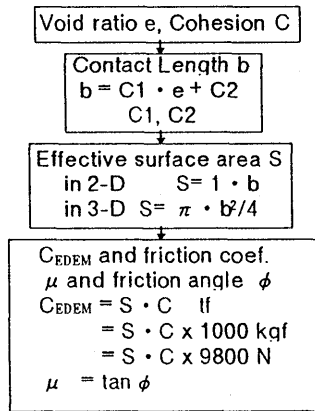 Void ratio e, Cohesion C
Contact Length b
b = C1 · e + C2
C1, C2
Effective surface area S
in 2-D S= 1 · b
in 3-D S= π · b²/4
CEDEM and friction coef.
μ and friction angle ϕ
CEDEM = S · C tf
= S · C x 1000 kgf
= S · C x 9800 N
μ = tan ϕ